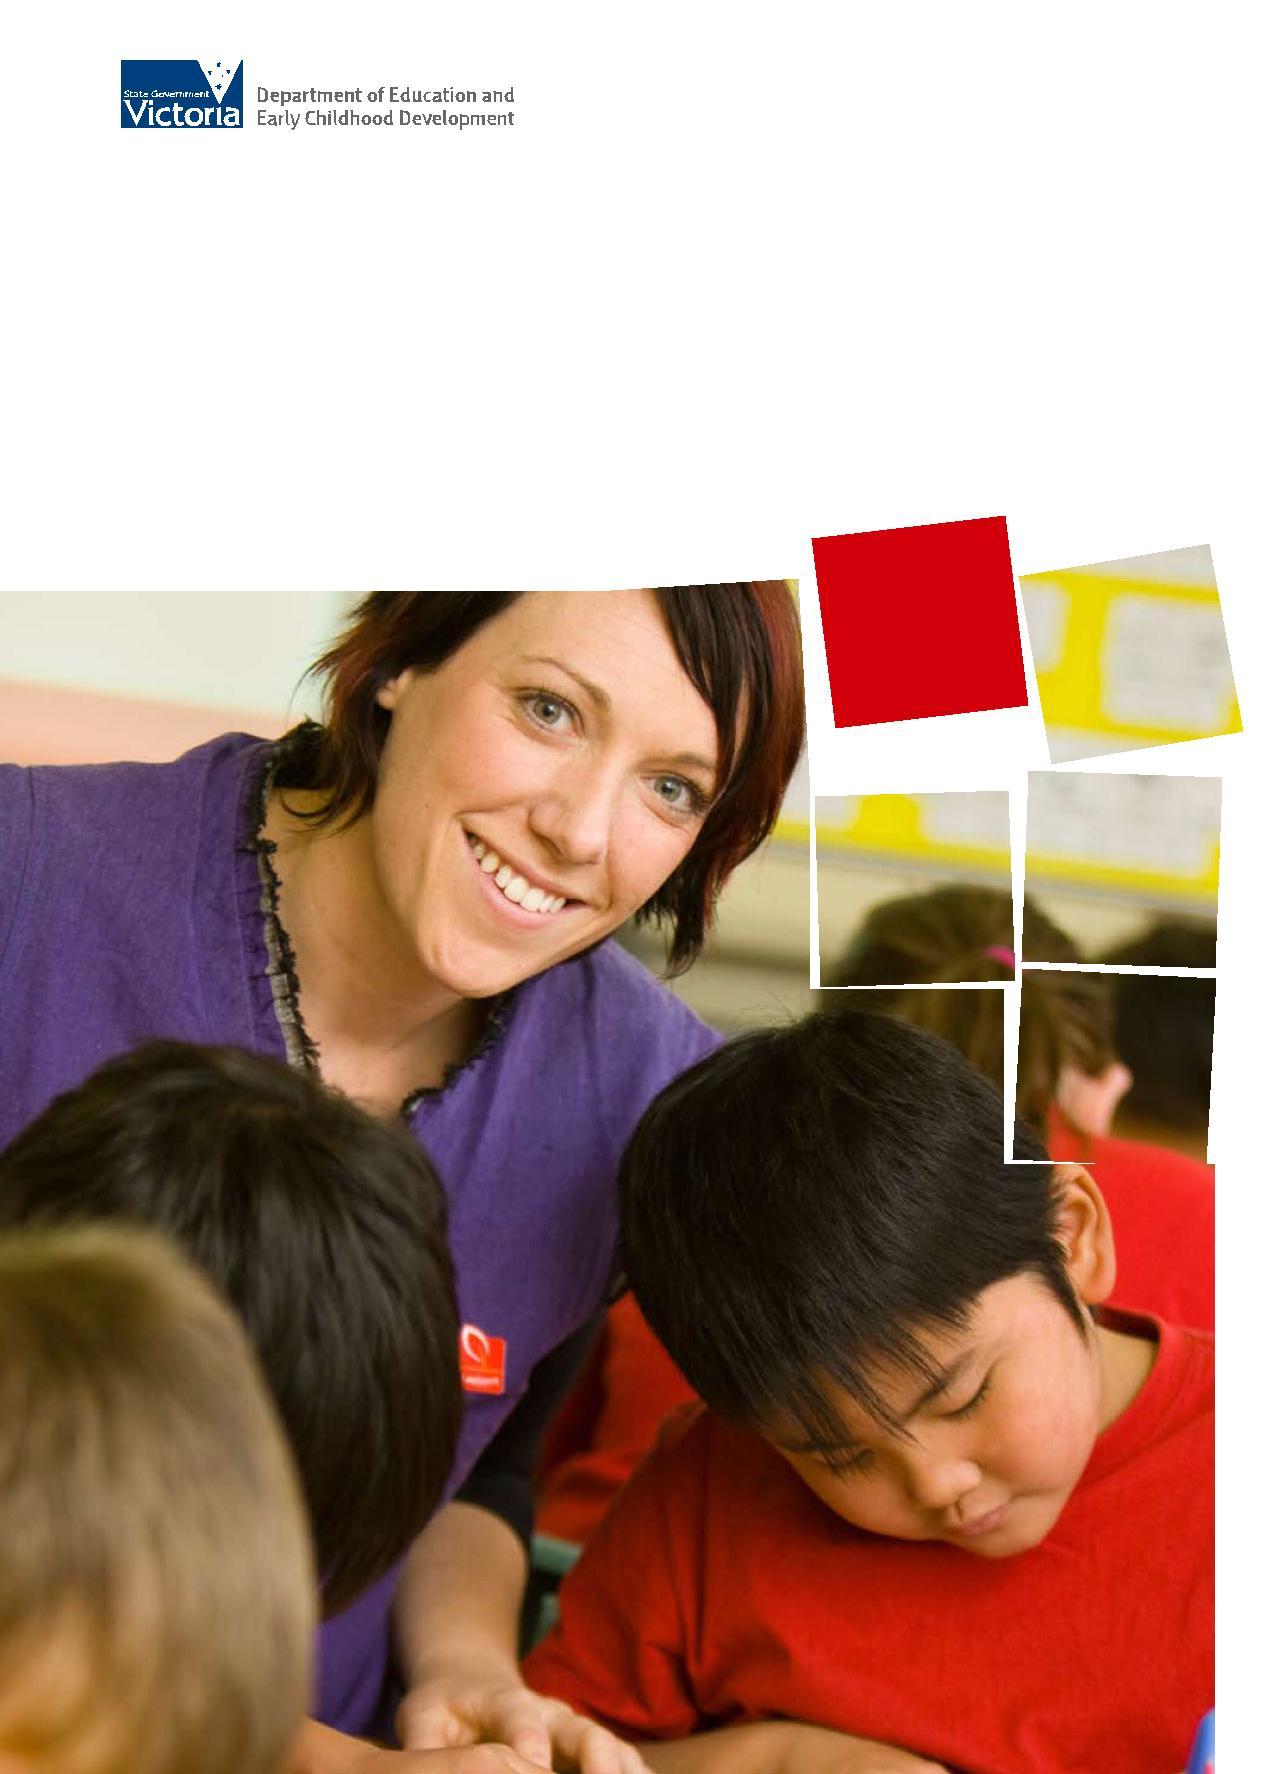 State Government
Victoria
Department of Education and
Early Childhood Development